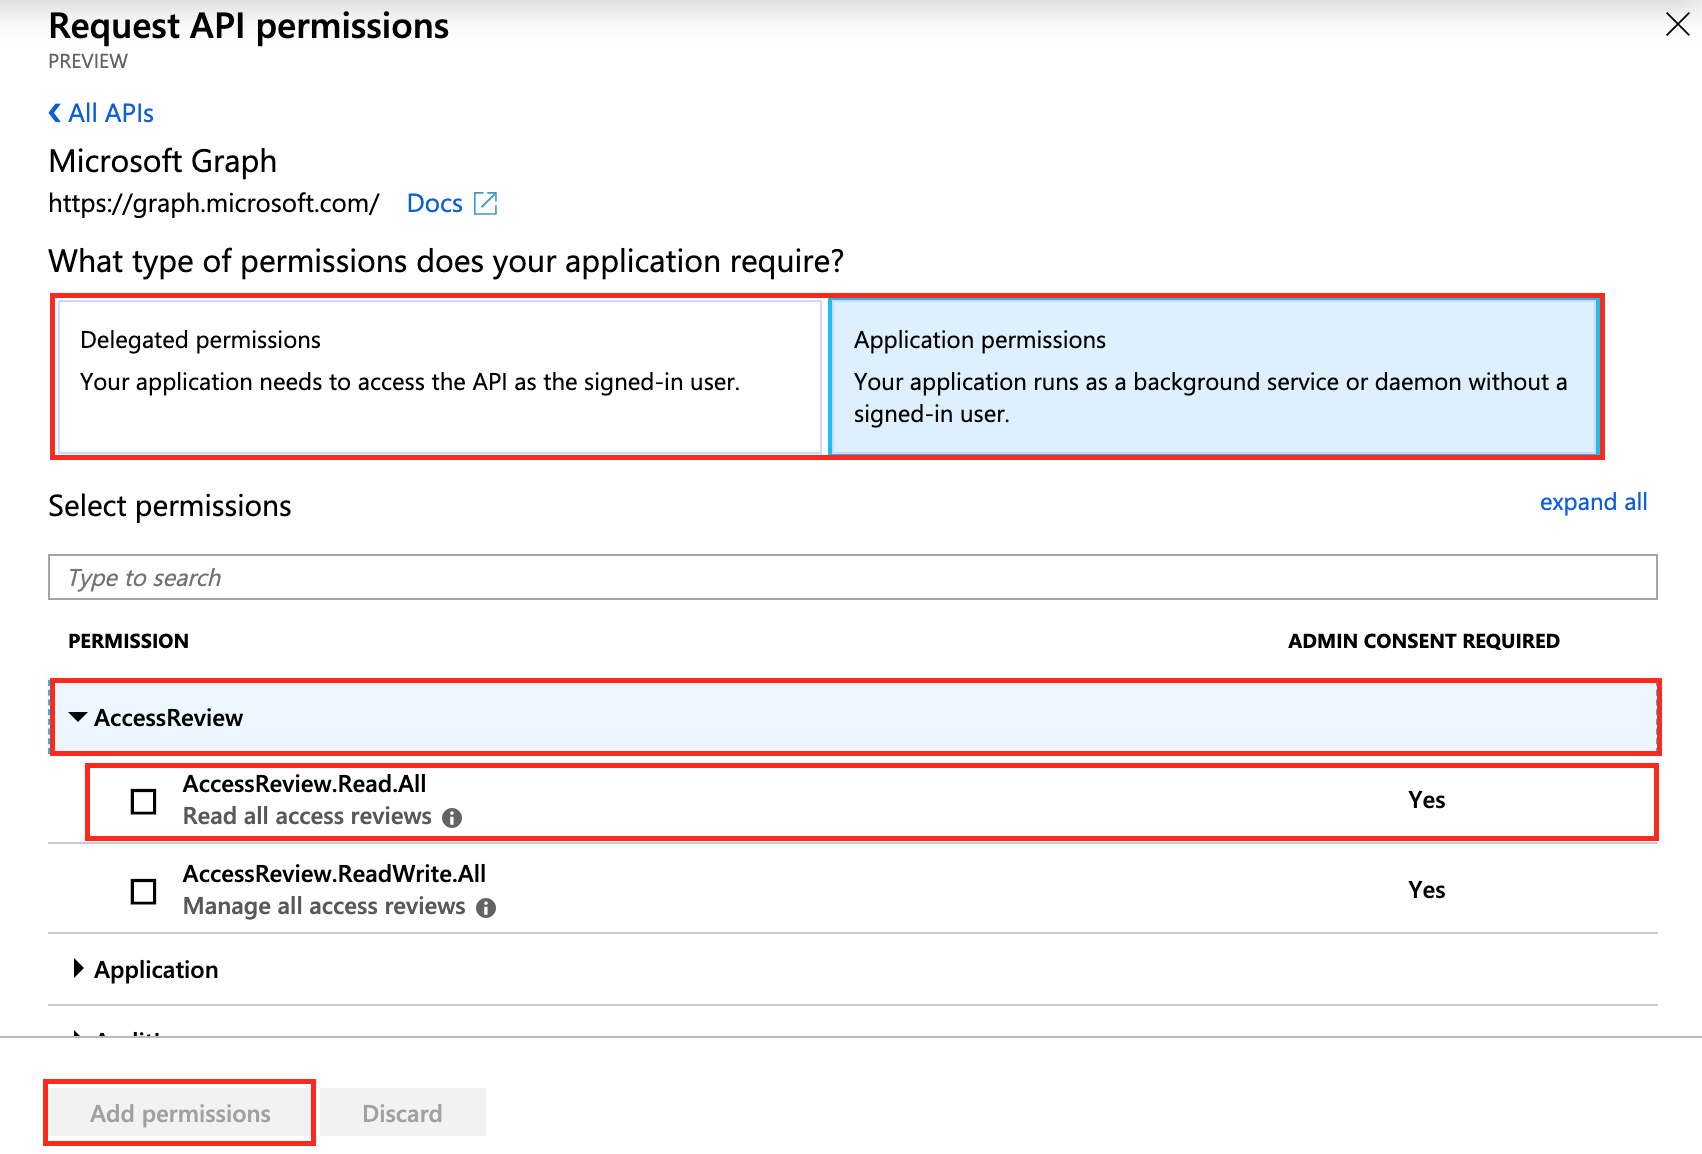 Request API permissions
PREVIEW
All APIs
Microsoft Graph
https://graph.microsoft.com/ Docs
What type of permissions does your application require?
Delegated permissions
Your application needs to access the API as the signed-in user.
Application permissions
Your application runs as a background service or daemon without a
signed-in user.
Select permissions
expand all
Type to search
PERMISSION ADMIN CONSENT REQUIRED
AccessReview
AccessReview.Read.All
Read all access reviews
Yes
AccessReview.ReadWrite.All
Manage all access reviews
Yes
Application
Add permissions Discard